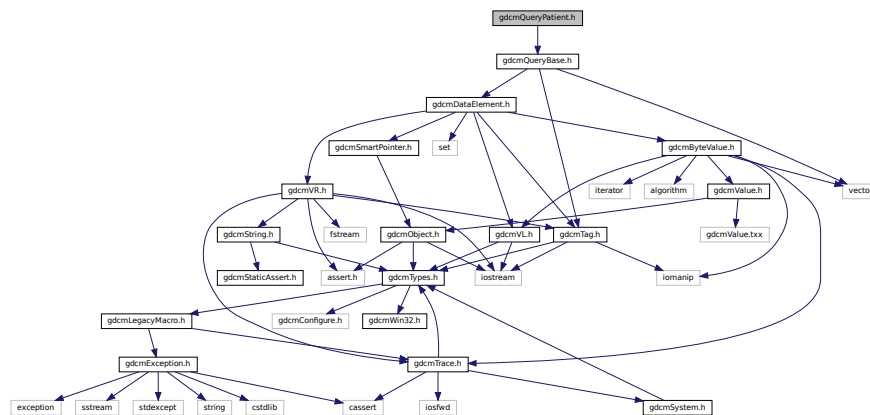 gdcmQueryPatient.h
gdcmQueryBase.h
gdcmDataElement.h
gdcmSmartPointer.h
set
gdcmByteValue.h
gdcmVR.h
iterator
algorithm
gdcmValue.h
vecto
gdcmString.h
fstream
gdcmObject.h
gdcmVL.h
gdcmTag.h
gdcmValue.txx
gdcmStaticAssert.h
assert.h
gdcmTypes.h
iostream
iomanip
gdcmLegacyMacro.h
gdcmConfigure.h
gdcmWin32.h
gdcmException.h
gdcmTrace.h
exception
sstream
stdexcept
string
cstdlib
cassert
iosfwd
gdcmSystem.h